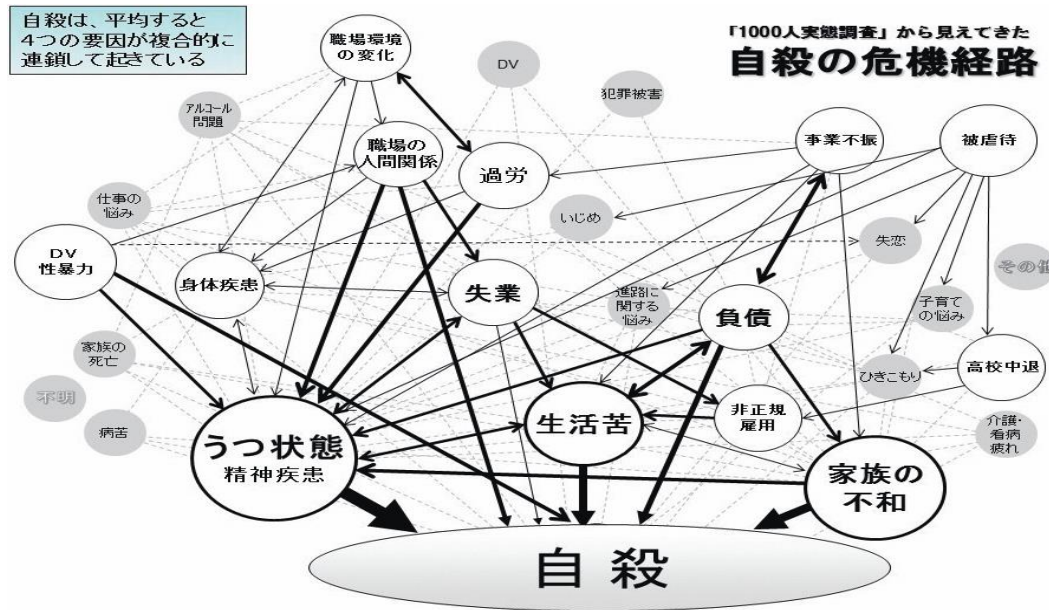 自殺は、平均すると
4つの要因が複合的に
連鎖して起きている
「1000人実態調査」から見えてきた
自殺の危機経路
職場環境
の変化
DV
犯罪被害
アルコール
問題
職場の
人間関係
過労
事業不振
被虐待
仕事の
悩み
いじめ
失恋
DV
性暴力
身体疾患
失業
進路に
関する
悩み
負債
子育て
の悩み
その他
家族の
死亡
不明
病苦
うつ状態
精神疾患
生活苦
非正規
雇用
ひきこもり
高校中退
介護・
看病
疲れ
家族の
不和
自殺